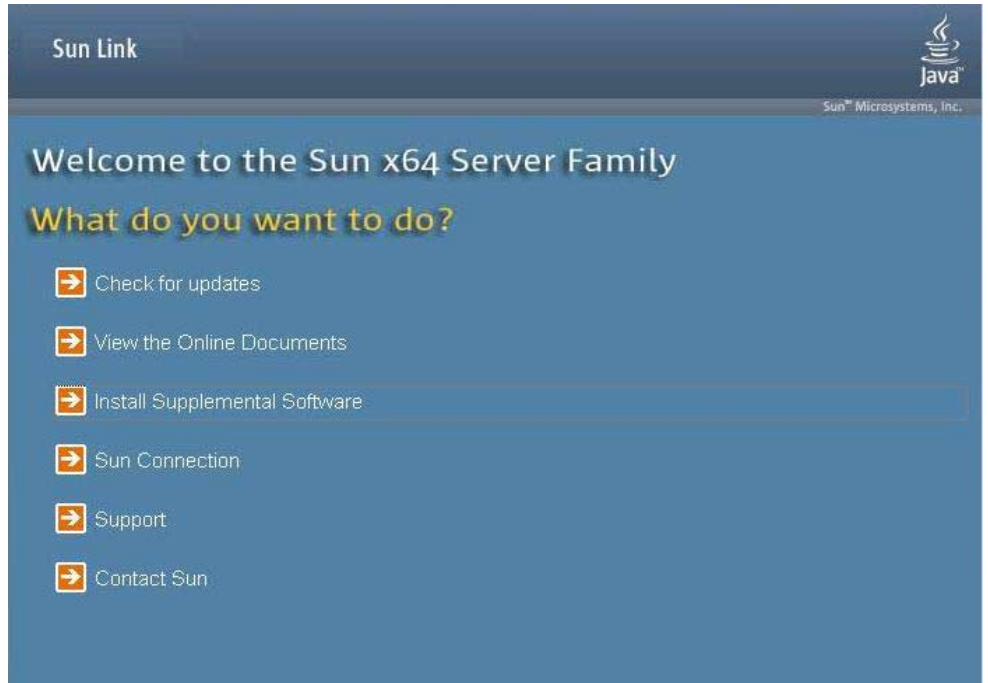 Sun Link
Java™
Sun™ Microsystems, Inc.
Welcome to the Sun x64 Server Family
What do you want to do?
Check for updates
View the Online Documents
Install Supplemental Software
Sun Connection
Support
Contact Sun